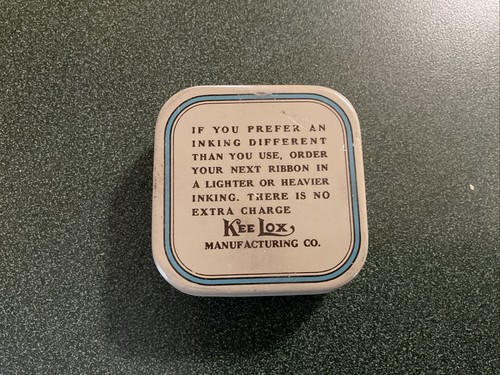 IF YOU PREFER AN
INKING DIFFERENT
THAN YOU USE, ORDER
YOUR NEXT RIBBON IN
A LIGHTER OR HEAVIER
INKING. THERE IS NO
EXTRA CHARGE
KEE LOX
MANUFACTURING CO.